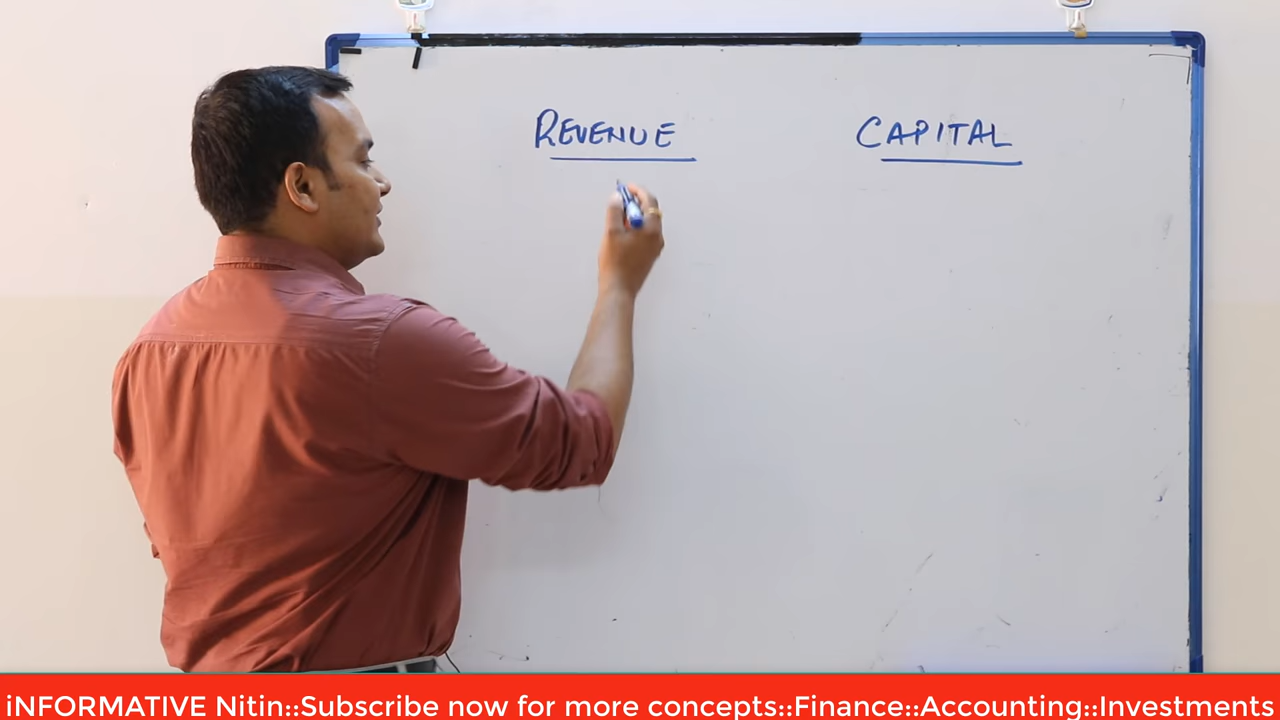 REVENUE
CAPITAL
iNFORMATIVE Nitin::Subscribe now for more concepts::Finance::Accounting::Investments